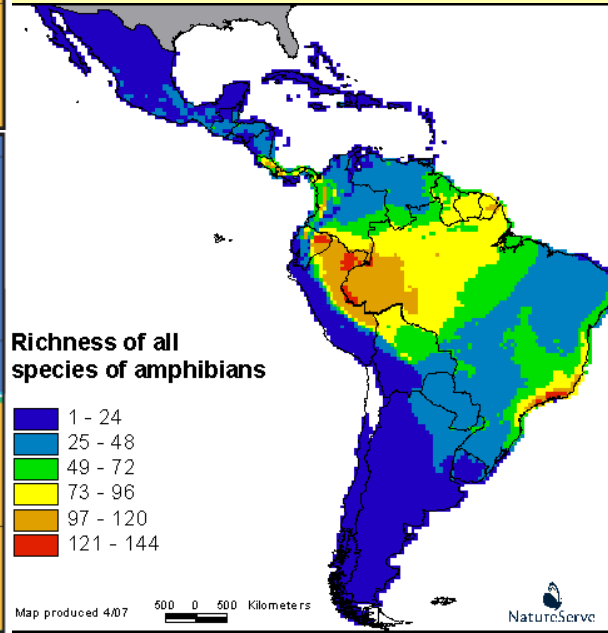 Richness of all
species of amphibians
1 - 24
25 - 48
49 - 72
73 - 96
97 - 120
121 - 144
Map produced 4/07
500 0 500 Kilometers
NatureServe